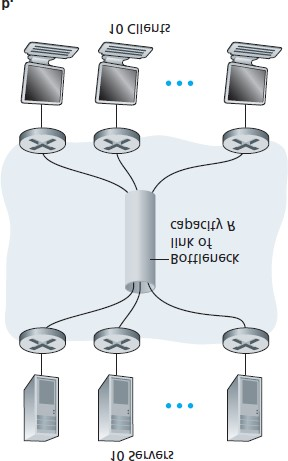 10 Servers
Bottleneck
link of
capacity R
10 Clients
b.